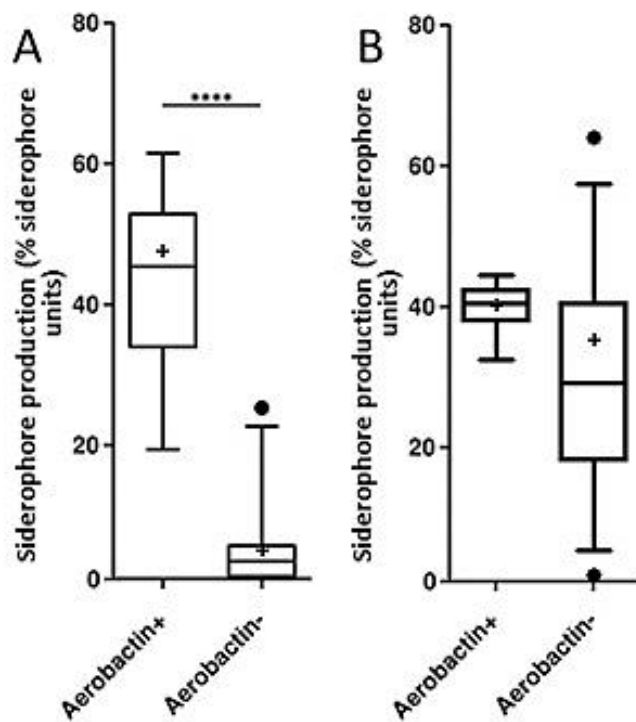 A
Siderophore production (% siderophore
units)
80
60
40
20
0
****
Aerobactin+
Aerobactin-
B
Siderophore production (% siderophore
units)
80
60
40
20
0
Aerobactin+
Aerobactin-